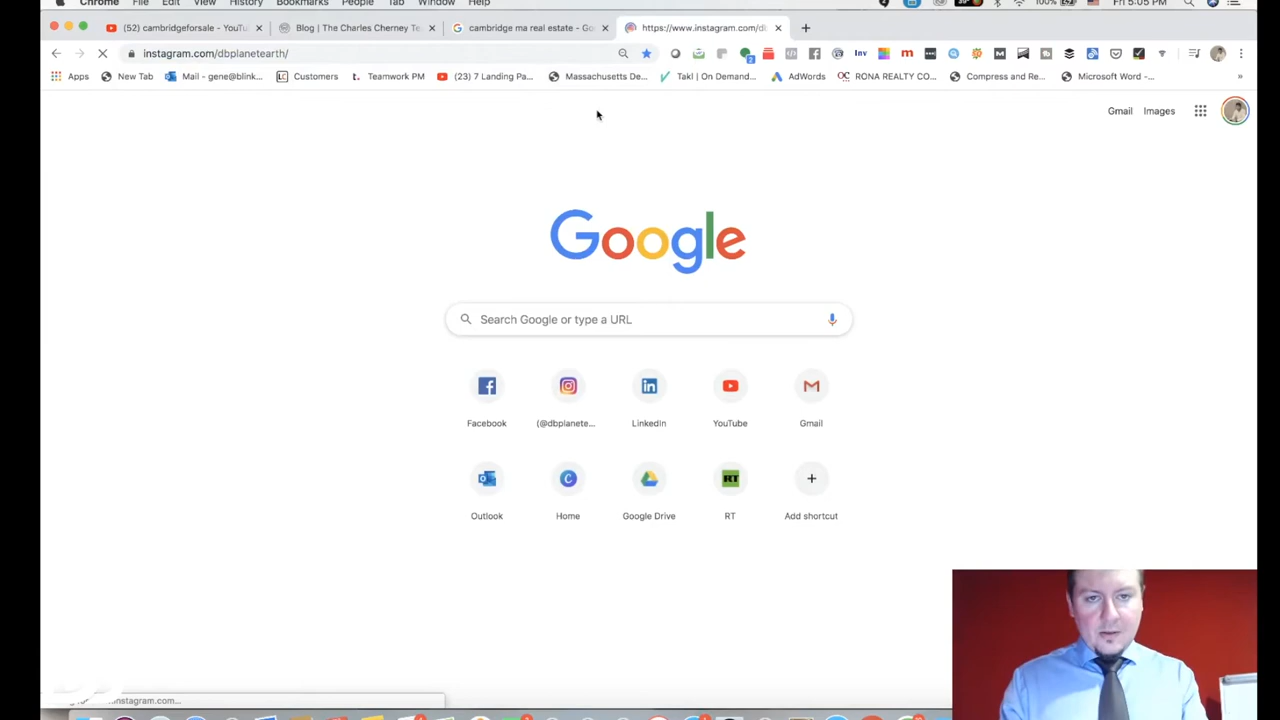 Chrome File Edit View History Bookmarks People Tab Window Help 100% Fri 5:05 PM
(52) cambridgeforsale - YouTu Blog | The Charles Cherney Te cambridge ma real estate - Go https://www.instagram.com/d
instagram.com/dbplanetearth/
Apps New Tab Mail - gene@blink... Customers Teamwork PM (23) 7 Landing Pa... Massachusetts De... Takl | On Demand... AdWords RONA REALTY CO... Compress and Re... Microsoft Word -... »
Gmail Images
Google
Search Google or type a URL
Facebook (@dbplanete... LinkedIn YouTube Gmail
RT
Outlook Home Google Drive RT Add shortcut
instagram.com...